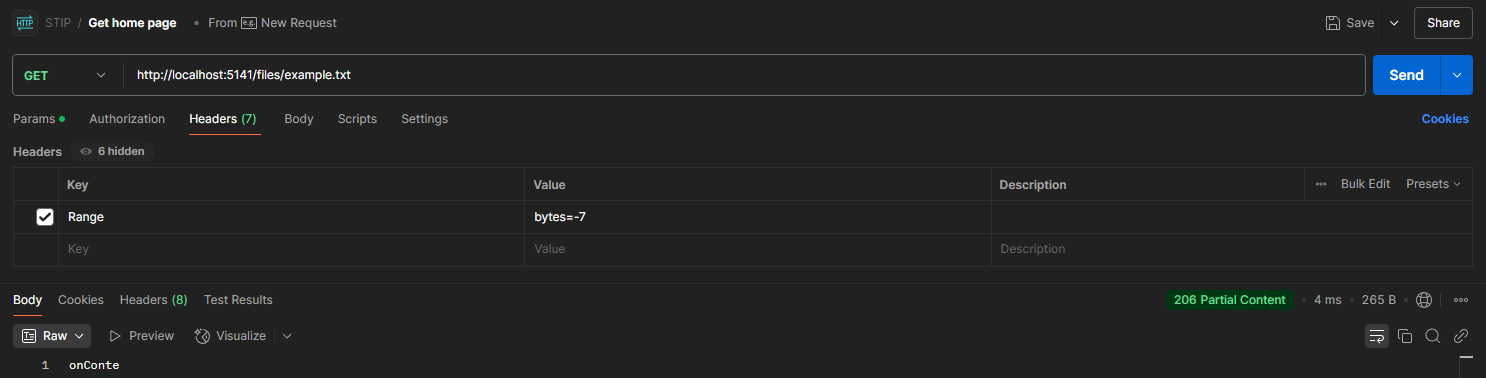 HTTP STIP / Get home page • From e.g. New Request Save Share
GET http://localhost:5141/files/example.txt Send
Params Authorization Headers (7) Body Scripts Settings Cookies
Headers 6 hidden
Key Value Description ••• Bulk Edit Presets
Range bytes=-7
Key Value Description
Body Cookies Headers (8) Test Results 206 Partial Content • 4 ms • 265 B •••
Raw Preview Visualize
1 onConte